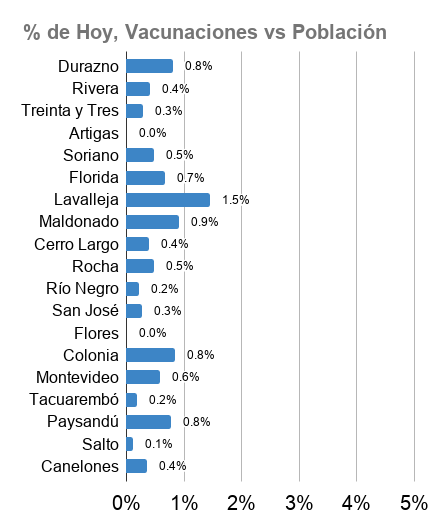 % de Hoy, Vacunaciones vs Población
Durazno 0.8%
Rivera 0.4%
Treinta y Tres 0.3%
Artigas 0.0%
Soriano 0.5%
Florida 0.7%
Lavalleja 1.5%
Maldonado 0.9%
Cerro Largo 0.4%
Rocha 0.5%
Río Negro 0.2%
San José 0.3%
Flores 0.0%
Colonia 0.8%
Montevideo 0.6%
Tacuarembó 0.2%
Paysandú 0.8%
Salto 0.1%
Canelones 0.4%
0% 1% 2% 3% 4% 5%